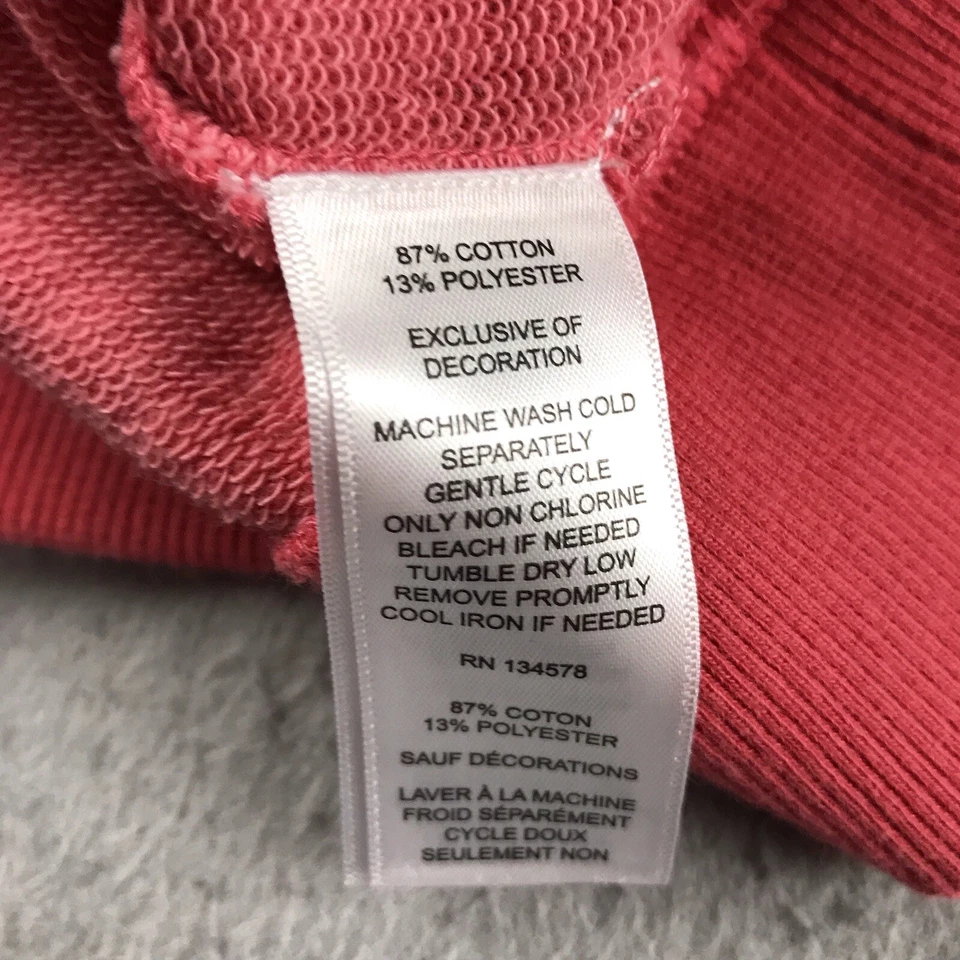 87% COTTON
13% POLYESTER
EXCLUSIVE OF
DECORATION
MACHINE WASH COLD
SEPARATELY
GENTLE CYCLE
ONLY NON CHLORINE
BLEACH IF NEEDED
TUMBLE DRY LOW
REMOVE PROMPTLY
COOL IRON IF NEEDED
RN 134578
87% COTON
13% POLYESTER
SAUF DÉCORATIONS
LAVER À LA MACHINE
FROID SÉPARÉMENT
CYCLE DOUX
SEULEMENT NON